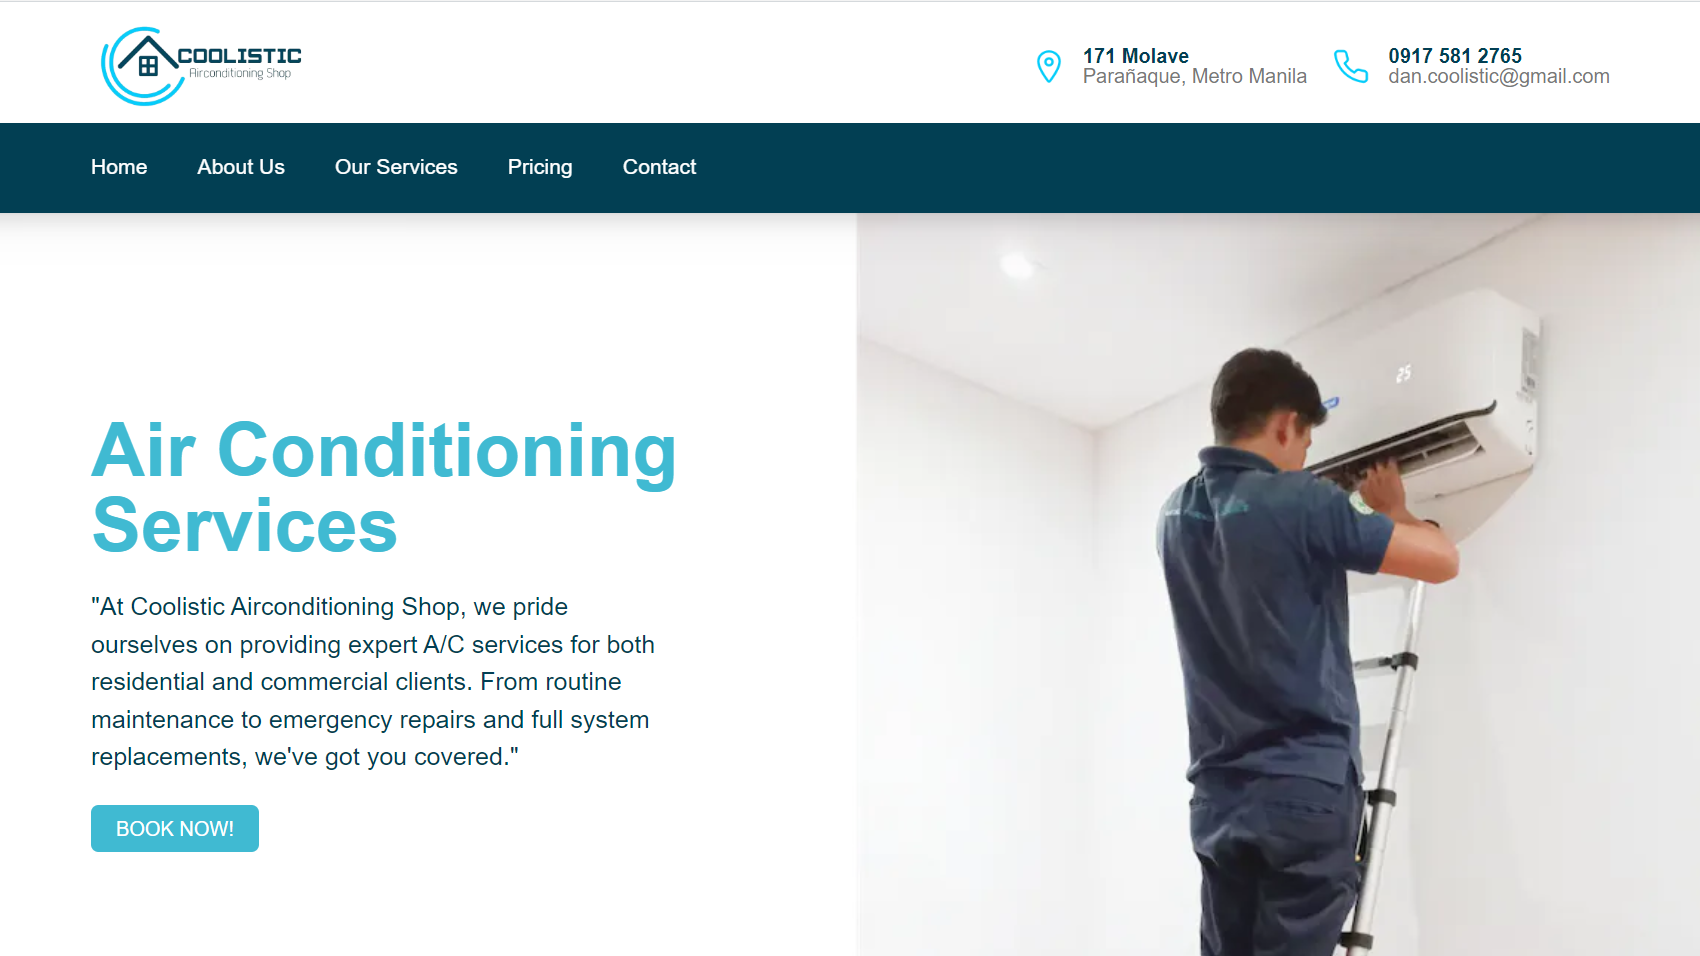 COOLISTIC
Airconditioning Shop
171 Molave
Parañaque, Metro Manila
0917 581 2765
dan.coolistic@gmail.com
Home About Us Our Services Pricing Contact
Air Conditioning
Services
"At Coolistic Airconditioning Shop, we pride
ourselves on providing expert A/C services for both
residential and commercial clients. From routine
maintenance to emergency repairs and full system
replacements, we've got you covered."
BOOK NOW!
25